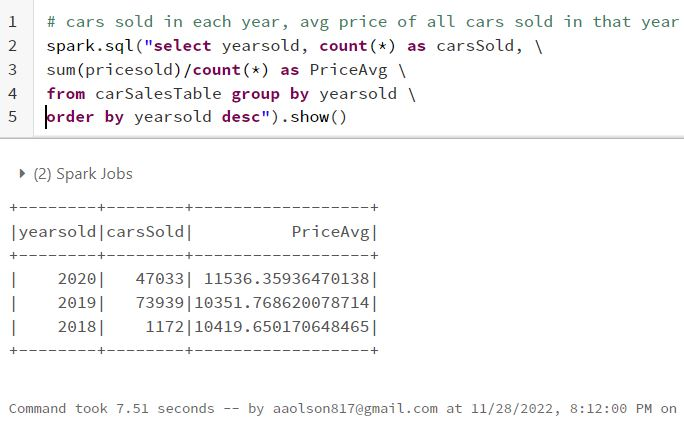 1 # cars sold in each year, avg price of all cars sold in that year
2 spark.sql("select yearsold, count(*) as carsSold, \
3 sum(pricesold)/count(*) as PriceAvg \
4 from carSalesTable group by yearsold \
5 order by yearsold desc").show()
(2) Spark Jobs
+--------+--------+------------------+
|yearsold|carsSold|          PriceAvg|
+--------+--------+------------------+
|    2020|   47033| 11536.35936470138|
|    2019|   73939|10351.768620078714|
|    2018|    1172|10419.650170648465|
+--------+--------+------------------+
Command took 7.51 seconds -- by aaolson817@gmail.com at 11/28/2022, 8:12:00 PM on